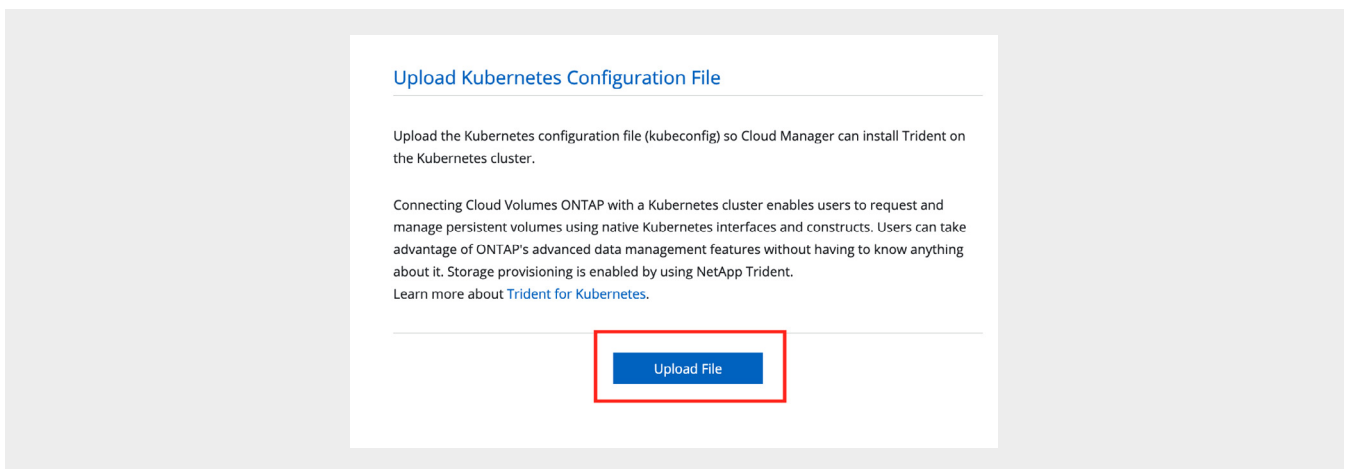 Upload Kubernetes Configuration File
Upload the Kubernetes configuration file (kubeconfig) so Cloud Manager can install Trident on
the Kubernetes cluster.
Connecting Cloud Volumes ONTAP with a Kubernetes cluster enables users to request and
manage persistent volumes using native Kubernetes interfaces and constructs. Users can take
advantage of ONTAP's advanced data management features without having to know anything
about it. Storage provisioning is enabled by using NetApp Trident.
Learn more about Trident for Kubernetes.
Upload File